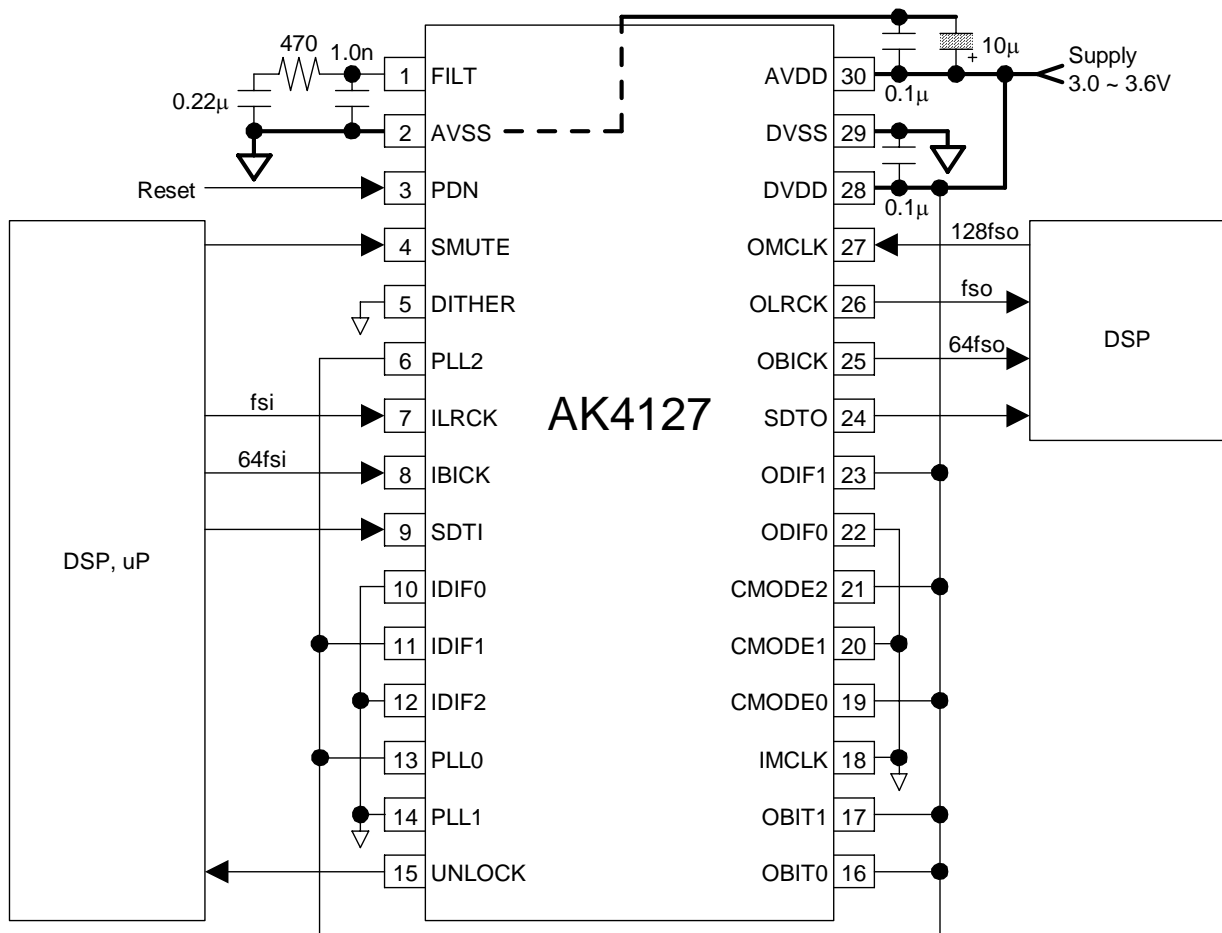 470
1.0n
0.22μ
1 FILT
2 AVSS
Reset
3 PDN
4 SMUTE
5 DITHER
6 PLL2
fsi
7 ILRCK
64fsi
8 IBICK
9 SDTI
DSP, uP
10 IDIF0
11 IDIF1
12 IDIF2
13 PLL0
14 PLL1
15 UNLOCK
AK4127
10μ
+
Supply
3.0 ~ 3.6V
AVDD 30
0.1μ
DVSS 29
DVDD 28
0.1μ
128fso
OMCLK 27
fso
OLRCK 26
64fso
OBICK 25
DSP
SDTO 24
ODIF1 23
ODIF0 22
CMODE2 21
CMODE1 20
CMODE0 19
IMCLK 18
OBIT1 17
OBIT0 16